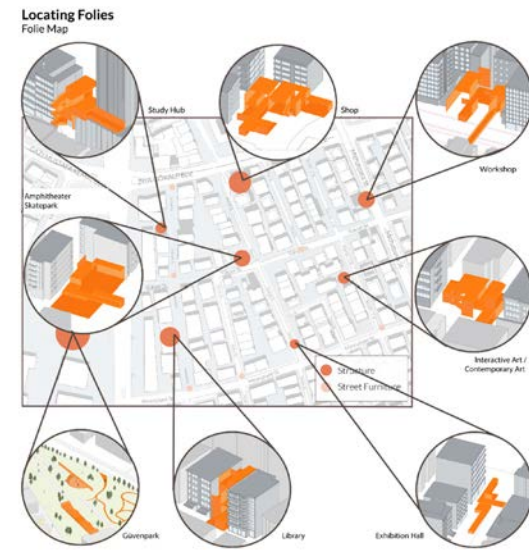 Locating Folies
Folie Map
Study Hub
Shop
Workshop
Amphitheater
Skatepark
Interactive Art /
Contemporary Art
Structure
Street Furniture
Güvenpark
Library
Exhibition Hall